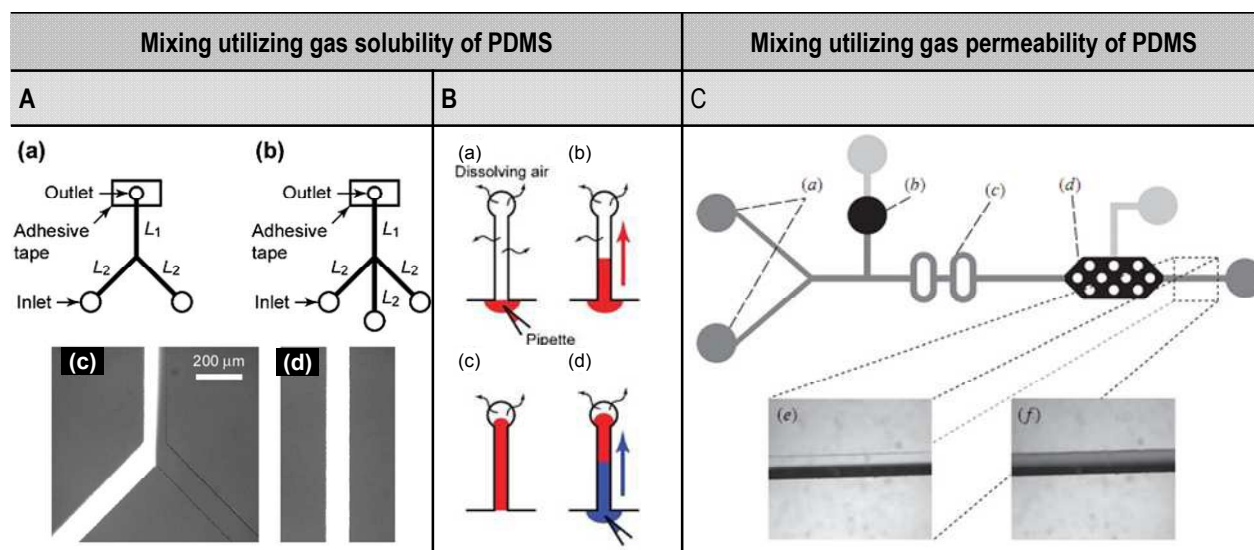 Mixing utilizing gas solubility of PDMS
Mixing utilizing gas permeability of PDMS
A
B
C
(a)
Outlet
Adhesive
tape
L1
L2
L2
Inlet
(b)
Outlet
Adhesive
tape
L1
L2
L2
Inlet
(c)
200 μm
(d)
(a)
(b)
Dissolving air
Pipette
(c)
(d)
(a)
(b)
(c)
(d)
(e)
(f)